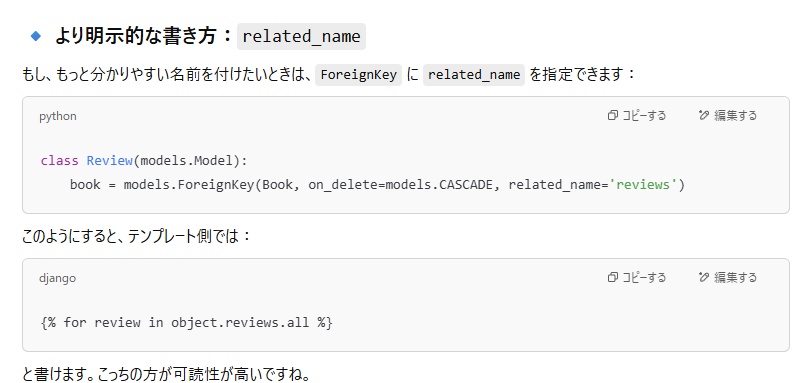 より明示的な書き方：related_name
もし、もっと分かりやすい名前を付けたいときは、ForeignKey に related_name を指定できます：
python コピーする 編集する
class Review(models.Model):
    book = models.ForeignKey(Book, on_delete=models.CASCADE, related_name='reviews')
このようにすると、テンプレート側では：
django コピーする 編集する
{% for review in object.reviews.all %}
と書けます。こっちの方が可読性が高いですね。